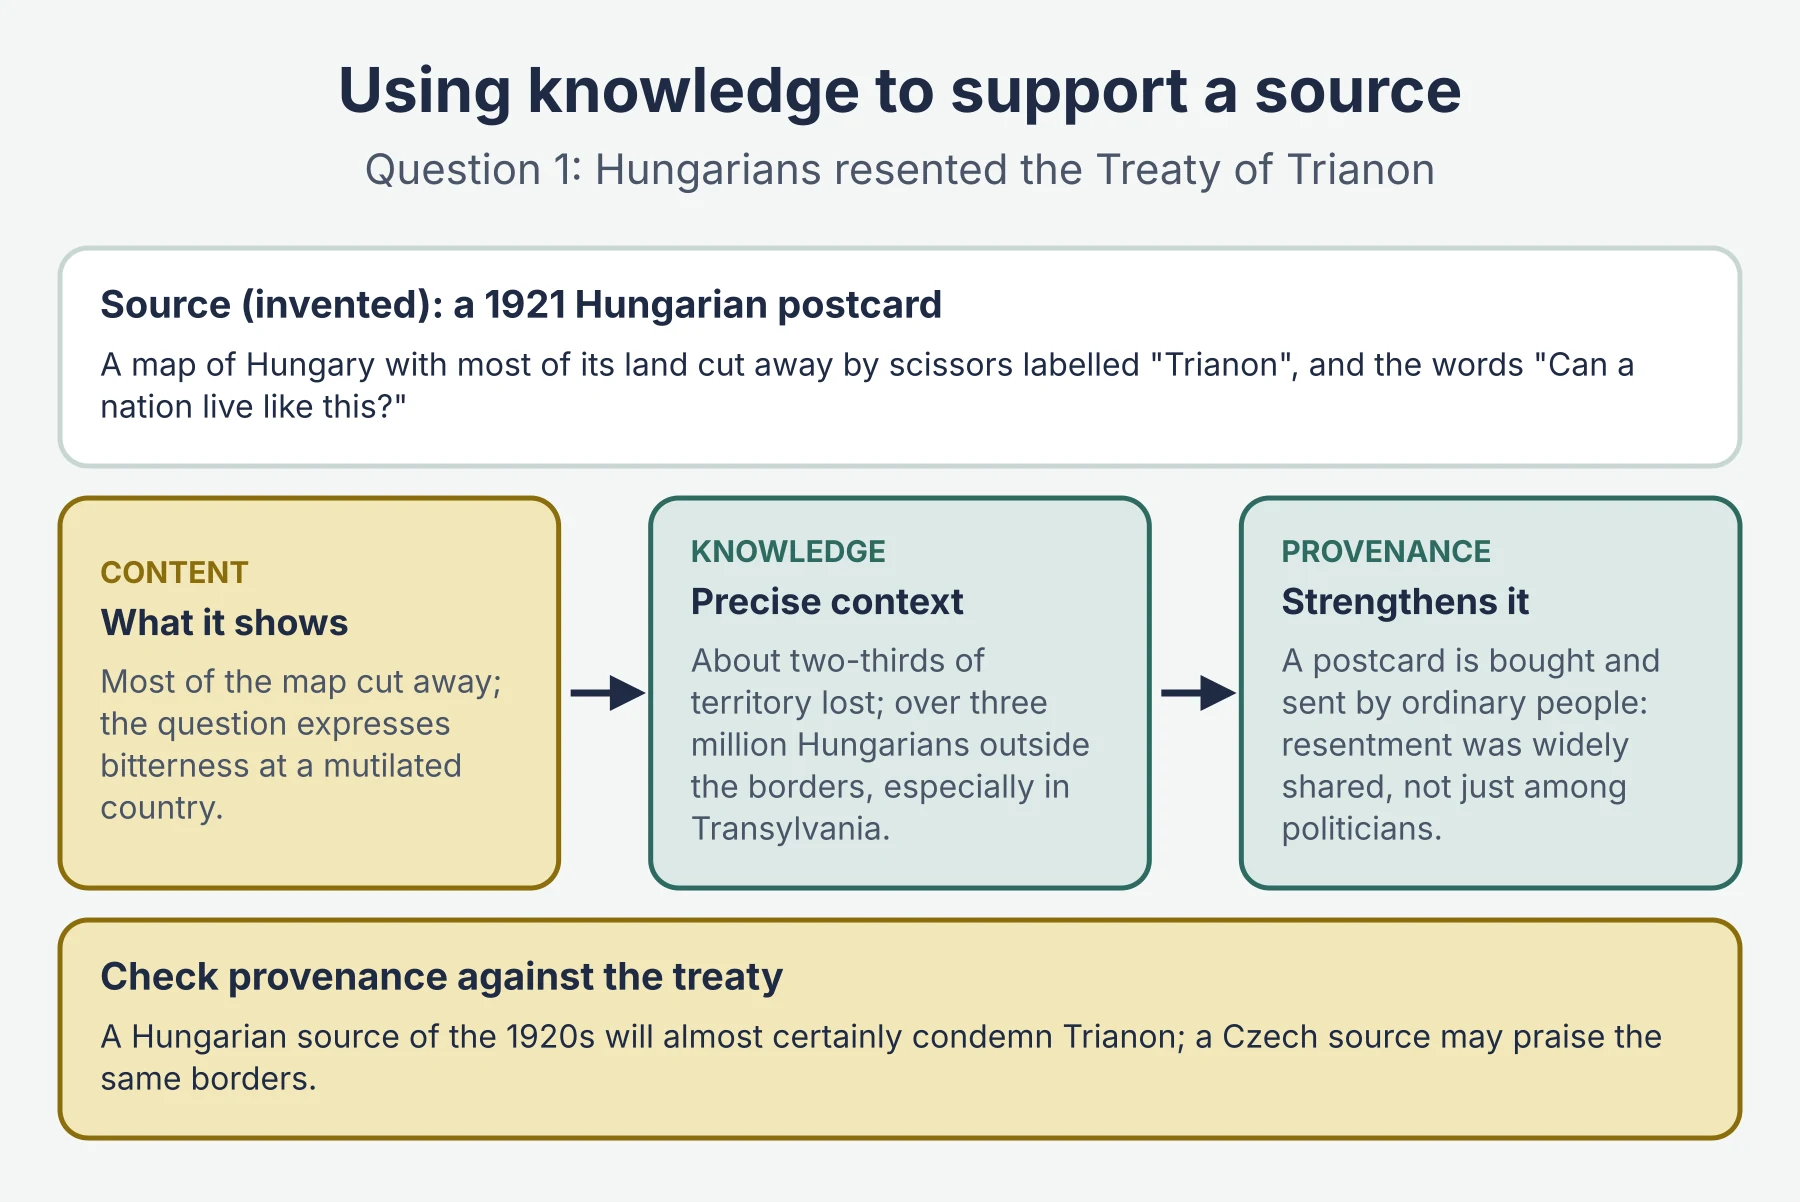 Using knowledge to support a source
Question 1: Hungarians resented the Treaty of Trianon
Source (invented): a 1921 Hungarian postcard
A map of Hungary with most of its land cut away by scissors labelled "Trianon", and the words "Can a
nation live like this?"
CONTENT
What it shows
Most of the map cut away;
the question expresses
bitterness at a mutilated
country.
KNOWLEDGE
Precise context
About two-thirds of
territory lost; over three
million Hungarians outside
the borders, especially in
Transylvania.
PROVENANCE
Strengthens it
A postcard is bought and
sent by ordinary people:
resentment was widely
shared, not just among
politicians.
Check provenance against the treaty
A Hungarian source of the 1920s will almost certainly condemn Trianon; a Czech source may praise the
same borders.